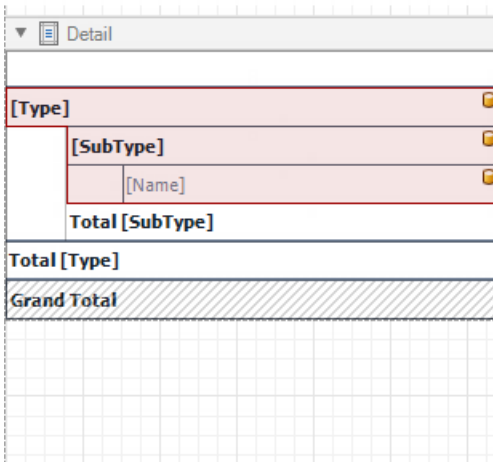 Detail
[Type]
[SubType]
[Name]
Total [SubType]
Total [Type]
Grand Total